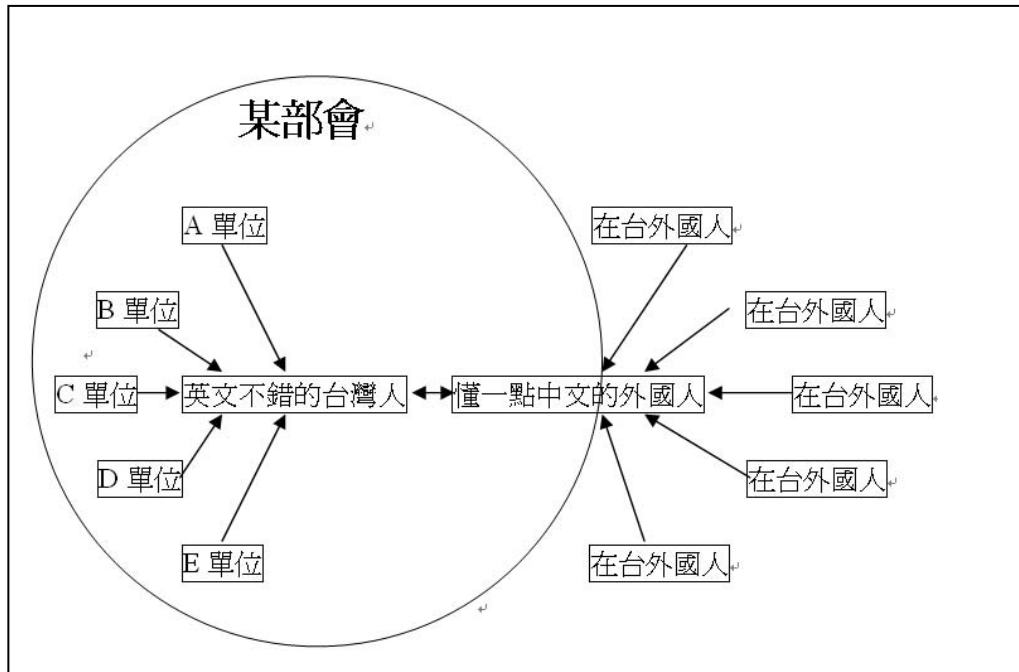 某部會
A 單位
在台外國人
B 單位
在台外國人
C 單位
英文不錯的台灣人
懂一點中文的外國人
在台外國人
D 單位
在台外國人
E 單位
在台外國人